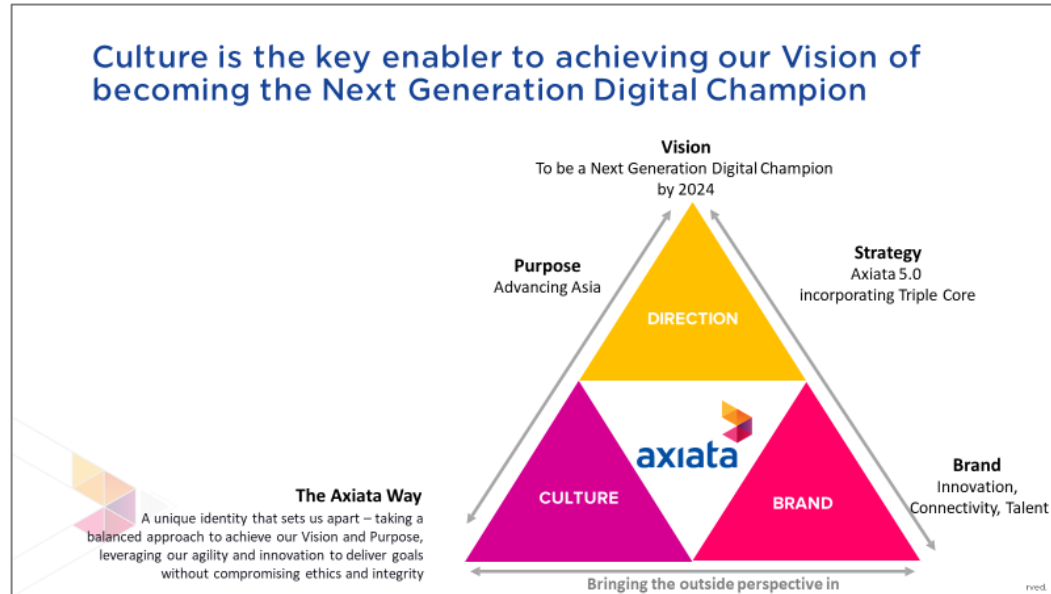 Culture is the key enabler to achieving our Vision of
becoming the Next Generation Digital Champion
Vision
To be a Next Generation Digital Champion
by 2024
Purpose
Advancing Asia
Strategy
Axiata 5.0
incorporating Triple Core
DIRECTION
axiata
CULTURE
BRAND
Brand
Innovation,
Connectivity, Talent
The Axiata Way
A unique identity that sets us apart – taking a
balanced approach to achieve our Vision and Purpose,
leveraging our agility and innovation to deliver goals
without compromising ethics and integrity
Bringing the outside perspective in
rved.